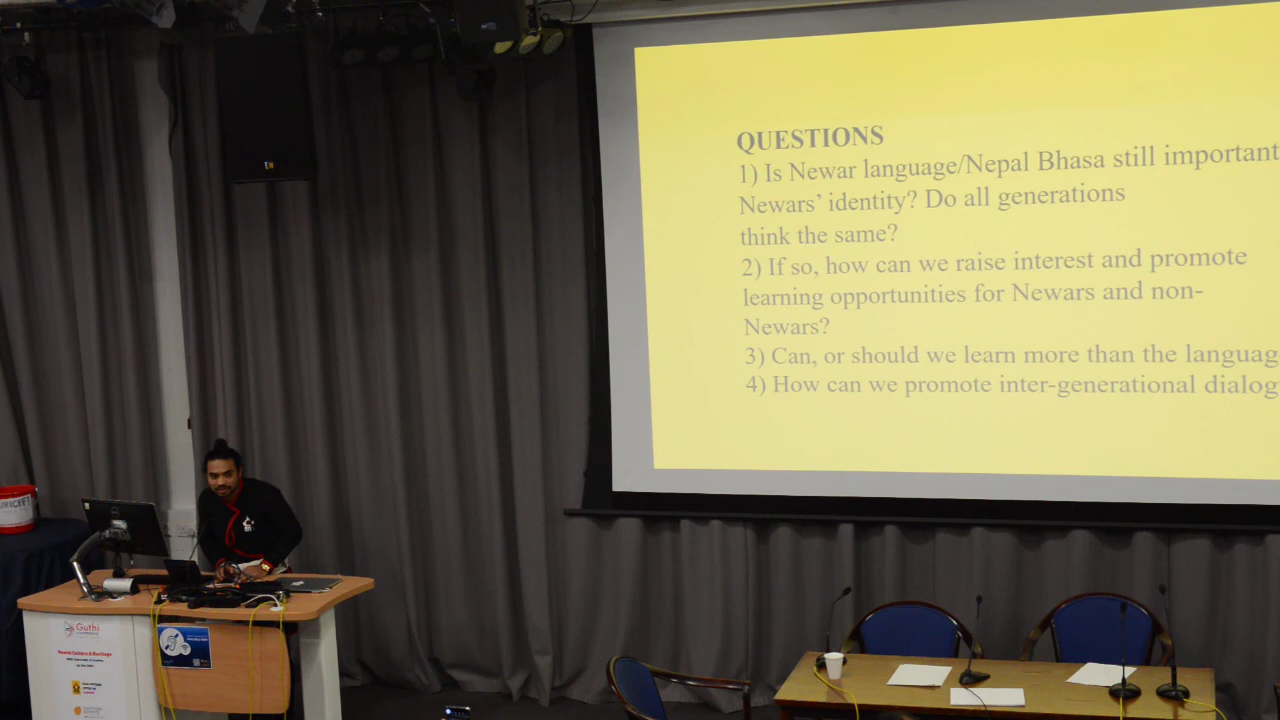 QUESTIONS
1) Is Newar language/Nepal Bhasa still important
Newars' identity? Do all generations
think the same?
2) If so, how can we raise interest and promote
learning opportunities for Newars and non-
Newars?
3) Can, or should we learn more than the languag
4) How can we promote inter-generational dialog
Guthi